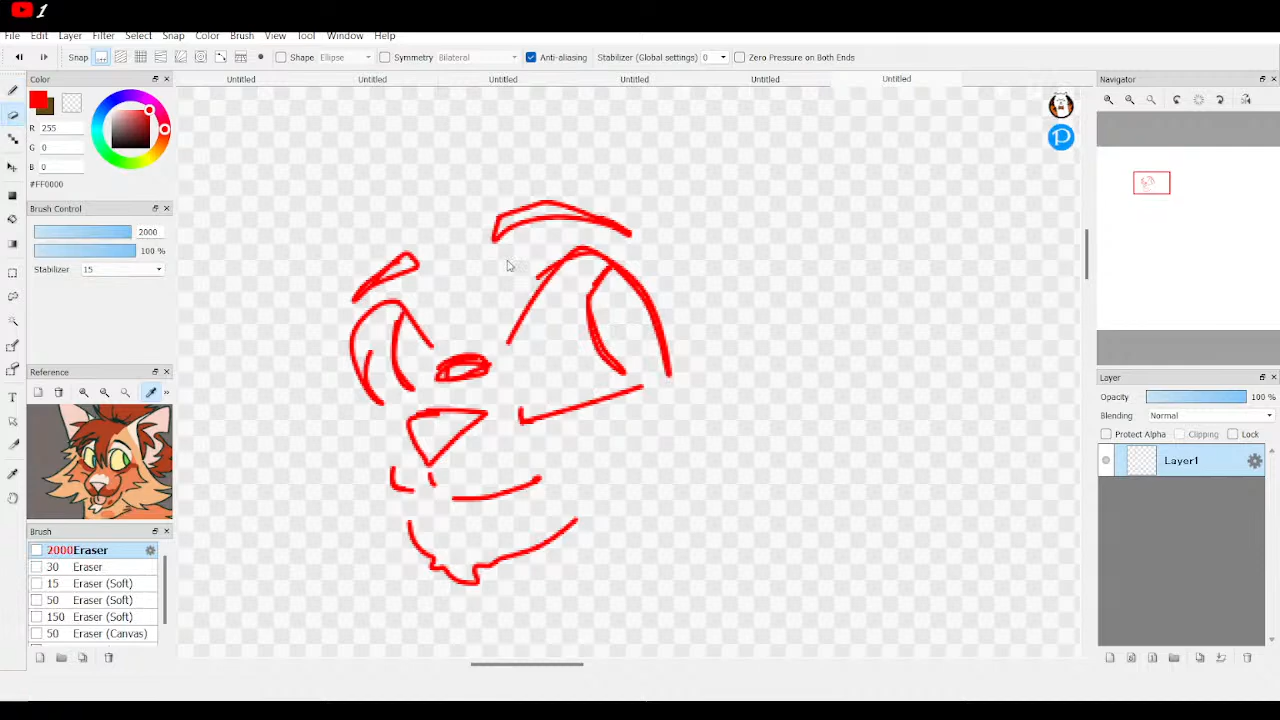 1
File Edit Layer Filter Select Snap Color Brush View Tool Window Help
Snap Shape Ellipse Symmetry Bilateral Anti-aliasing Stabilizer (Global settings) 0 Zero Pressure on Both Ends
Color
Untitled Untitled Untitled Untitled Untitled Untitled
Navigator
R 255
G 0
B 0
#FF0000
Brush Control
2000
100 %
Stabilizer 15
Reference
Layer
Opacity 100 %
Blending Normal
Protect Alpha Clipping Lock
Layer1
Brush
2000 Eraser
30 Eraser
15 Eraser (Soft)
50 Eraser (Soft)
150 Eraser (Soft)
50 Eraser (Canvas)